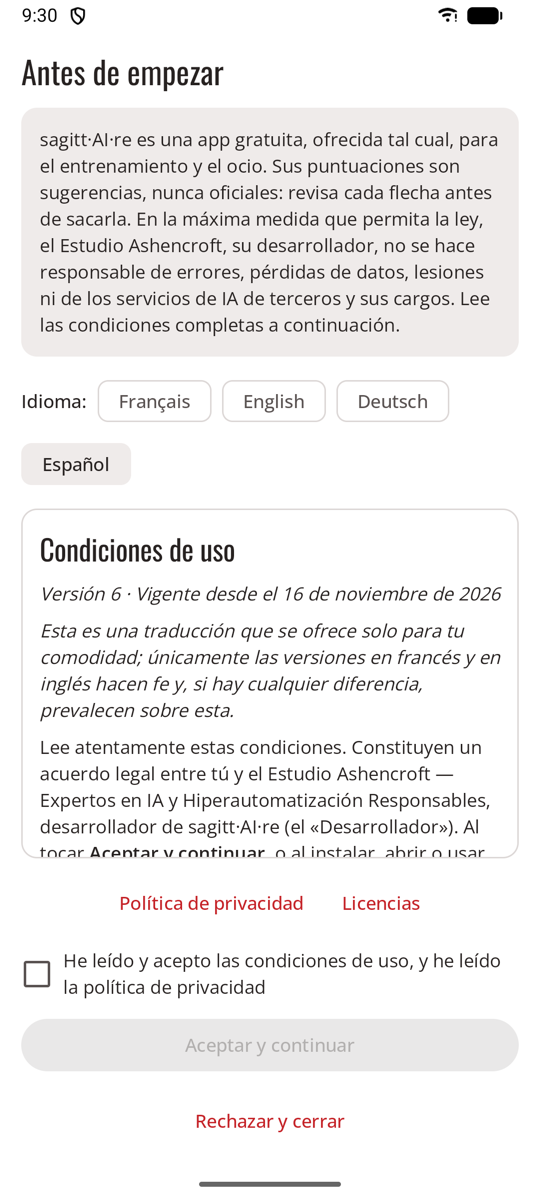 9:30
Antes de empezar
sagitt·AI·re es una app gratuita, ofrecida tal cual, para
el entrenamiento y el ocio. Sus puntuaciones son
sugerencias, nunca oficiales: revisa cada flecha antes
de sacarla. En la máxima medida que permita la ley,
el Estudio Ashencroft, su desarrollador, no se hace
responsable de errores, pérdidas de datos, lesiones
ni de los servicios de IA de terceros y sus cargos. Lee
las condiciones completas a continuación.
Idioma:
Français
English
Deutsch
Español
Condiciones de uso
Versión 6 · Vigente desde el 16 de noviembre de 2026
Esta es una traducción que se ofrece solo para tu
comodidad; únicamente las versiones en francés y en
inglés hacen fe y, si hay cualquier diferencia,
prevalecen sobre esta.
Lee atentamente estas condiciones. Constituyen un
acuerdo legal entre tú y el Estudio Ashencroft —
Expertos en IA y Hiperautomatización Responsables,
desarrollador de sagitt·AI·re (el «Desarrollador»). Al
tocar Aceptar y continuar, o al instalar, abrir o usar
Política de privacidad
Licencias
He leído y acepto las condiciones de uso, y he leído
la política de privacidad
Aceptar y continuar
Rechazar y cerrar